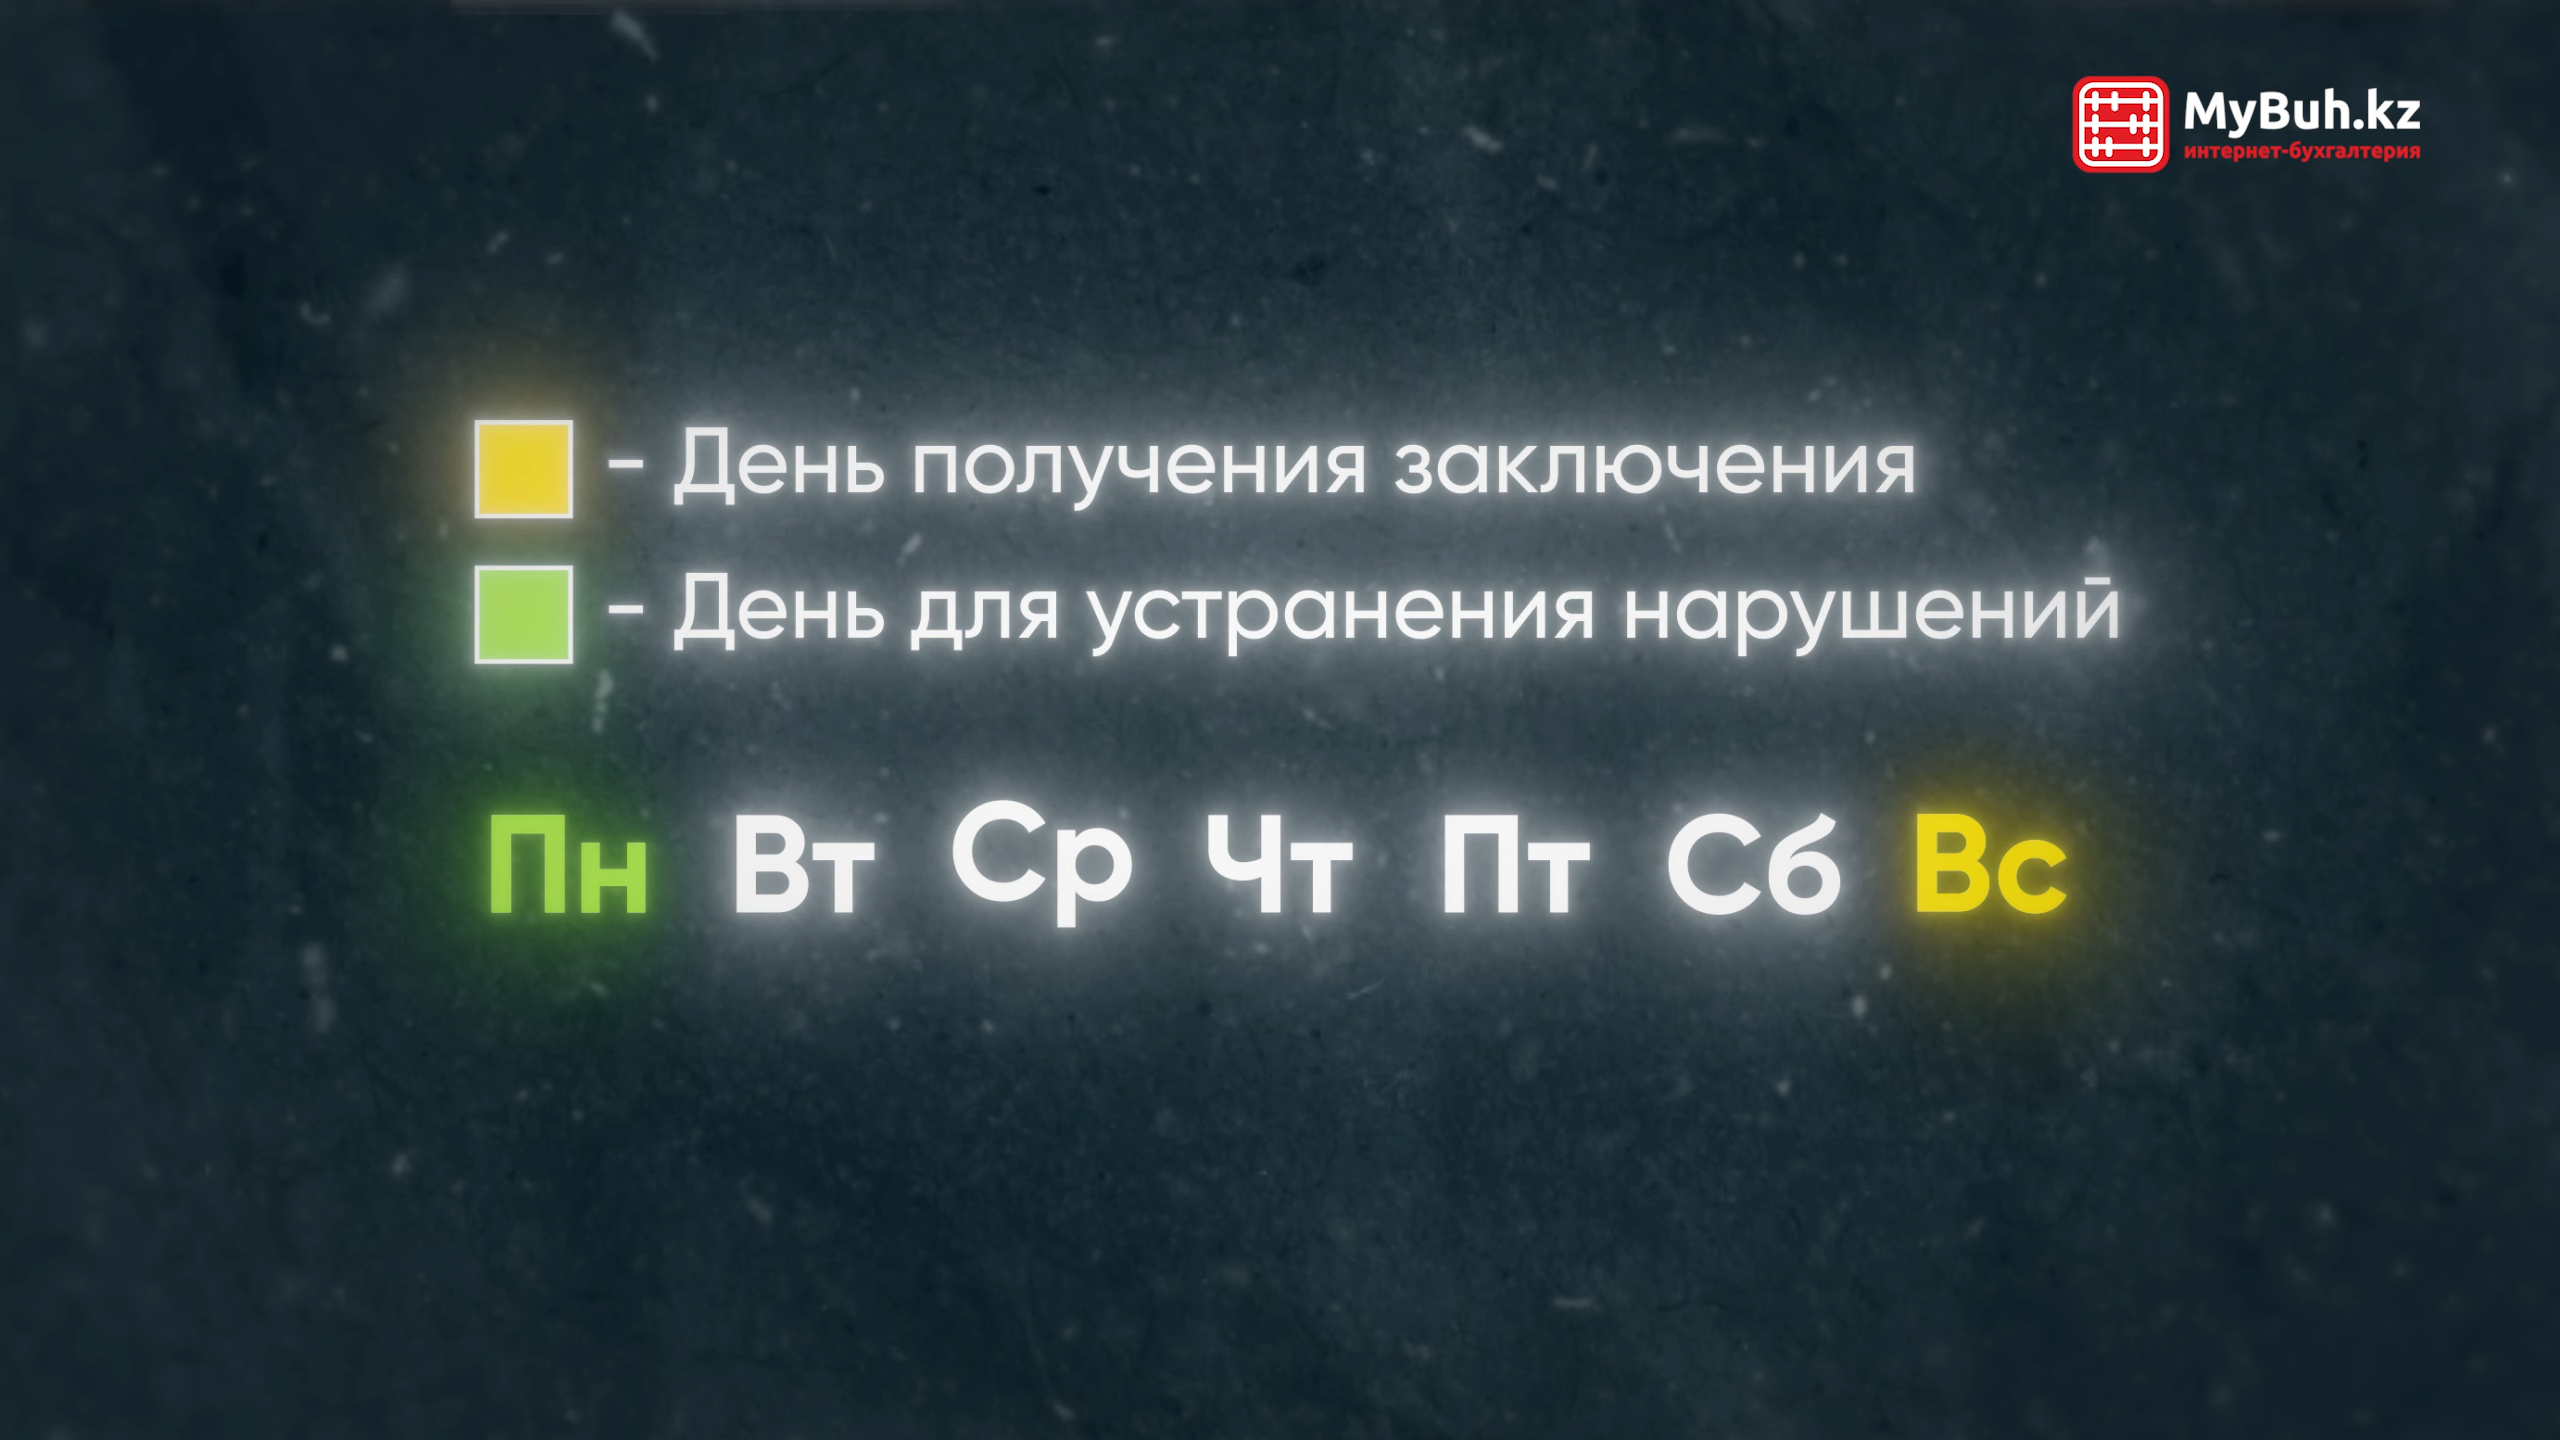 MyBuh.kz
интернет-бухгалтерия
- День получения заключения
- День для устранения нарушений
Пн Вт Ср Чт Пт Сб Вс